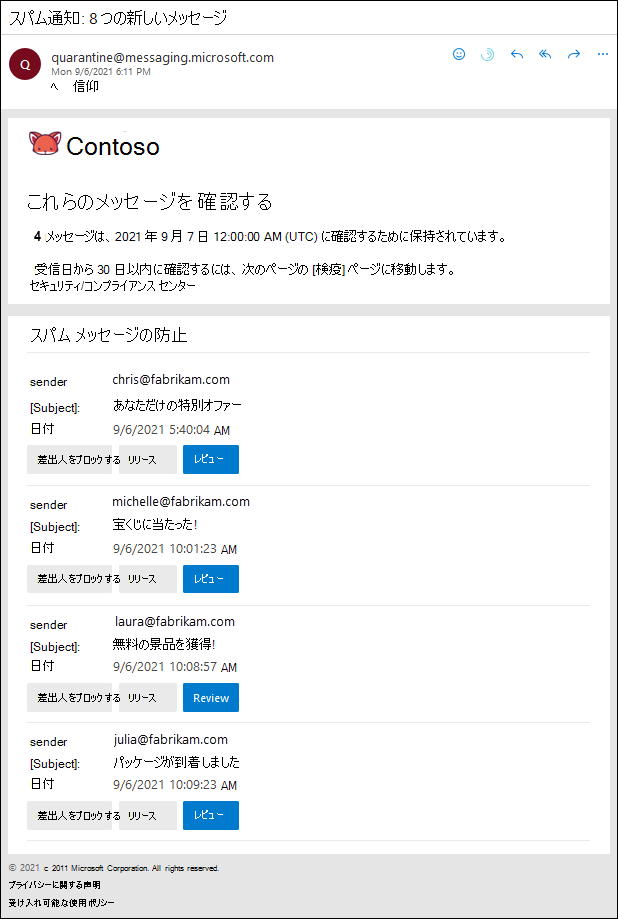 スパム通知: 8 つの新しいメッセージ
Q
quarantine@messaging.microsoft.com
Mon 9/6/2021 6:11 PM
へ 信仰
Contoso
これらのメッセージを確認する
4 メッセージは、2021 年 9 月 7 日 12:00:00 AM (UTC) に確認するために保持されています。
受信日から 30 日以内に確認するには、次のページの [検疫] ページに移動します。
セキュリティ/コンプライアンス センター
スパム メッセージの防止
sender chris@fabrikam.com
[Subject]: あなただけの特別オファー
日付 9/6/2021 5:40:04 AM
差出人をブロックする リリース レビュー
sender michelle@fabrikam.com
[Subject]: 宝くじに当たった!
日付 9/6/2021 10:01:23 AM
差出人をブロックする リリース レビュー
sender laura@fabrikam.com
[Subject]: 無料の景品を獲得!
日付 9/6/2021 10:08:57 AM
差出人をブロックする リリース Review
sender julia@fabrikam.com
[Subject]: パッケージが到着しました
日付 9/6/2021 10:09:23 AM
差出人をブロックする リリース レビュー
© 2021 c 2011 Microsoft Corporation. All rights reserved.
プライバシーに関する声明
受け入れ可能な使用ポリシー